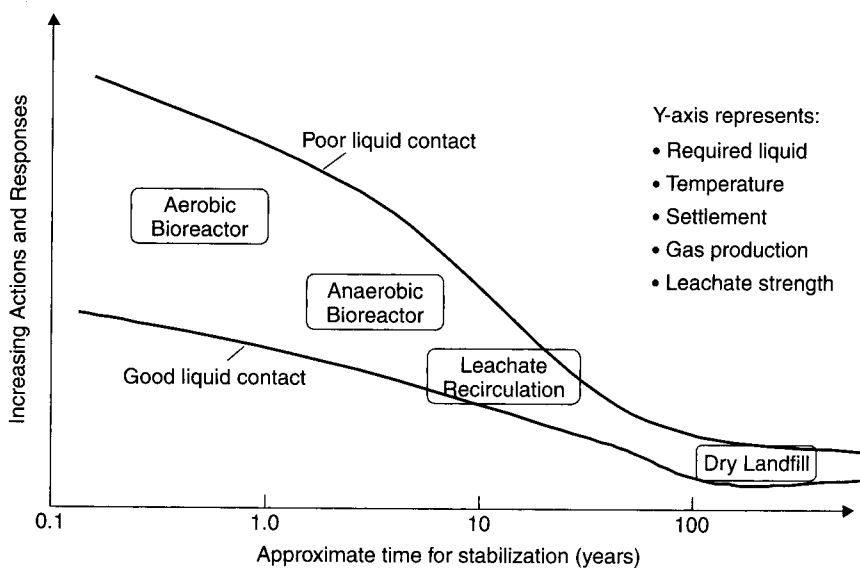 Increasing Actions and Responses
Poor liquid contact
Y-axis represents:
• Required liquid
• Temperature
• Settlement
• Gas production
• Leachate strength
Aerobic
Bioreactor
Anaerobic
Bioreactor
Good liquid contact
Leachate
Recirculation
Dry Landfill
0.1
1.0
10
100
Approximate time for stabilization (years)